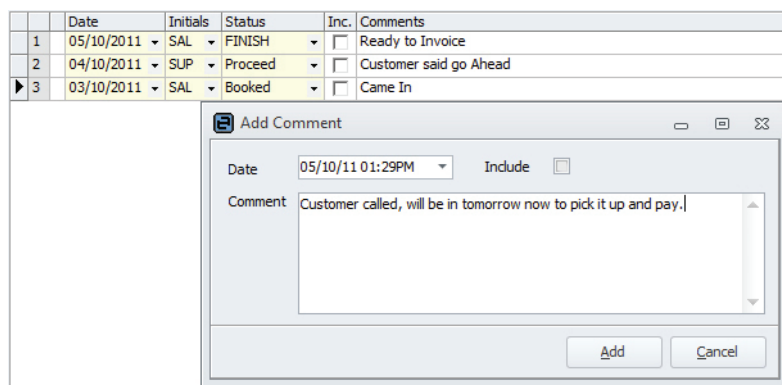 Date Initials Status Inc. Comments
1 05/10/2011 SAL FINISH Ready to Invoice
2 04/10/2011 SUP Proceed Customer said go Ahead
3 03/10/2011 SAL Booked Came In
Add Comment
Date 05/10/11 01:29PM Include
Comment Customer called, will be in tomorrow now to pick it up and pay.
Add Cancel